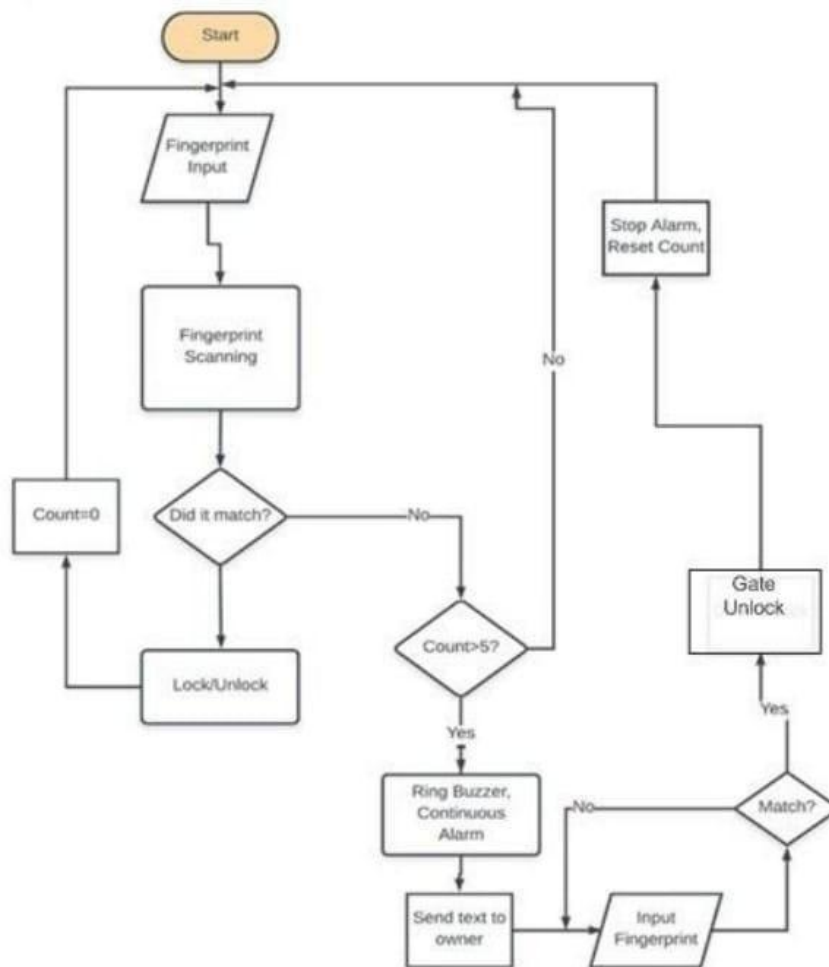 Start
Fingerprint
Input
Fingerprint
Scanning
Did it match?
No
Count=0
Lock/Unlock
Count>5?
No
Yes
Ring Buzzer,
Continuous
Alarm
Send text to
owner
Input
Fingerprint
No
Match?
Yes
Gate
Unlock
Stop Alarm,
Reset Count